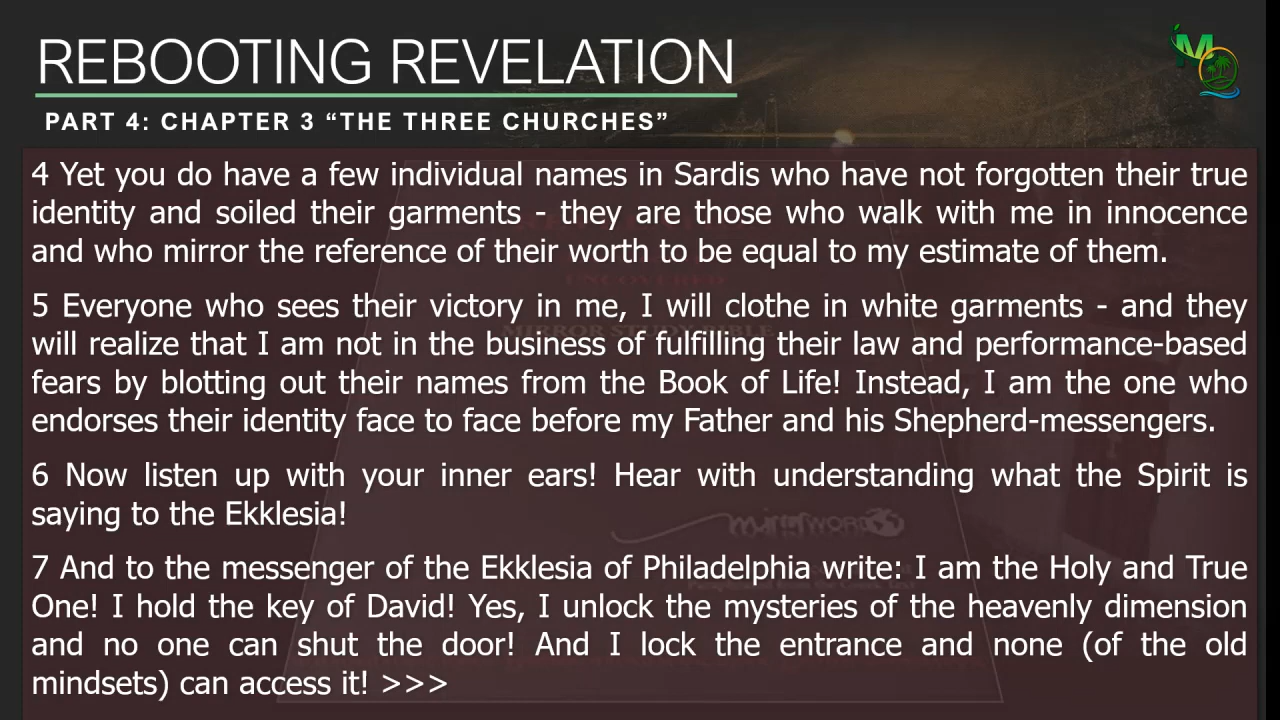 REBOOTING REVELATION
PART 4: CHAPTER 3 “THE THREE CHURCHES”
4 Yet you do have a few individual names in Sardis who have not forgotten their true
identity and soiled their garments - they are those who walk with me in innocence
and who mirror the reference of their worth to be equal to my estimate of them.
5 Everyone who sees their victory in me, I will clothe in white garments - and they
will realize that I am not in the business of fulfilling their law and performance-based
fears by blotting out their names from the Book of Life! Instead, I am the one who
endorses their identity face to face before my Father and his Shepherd-messengers.
6 Now listen up with your inner ears! Hear with understanding what the Spirit is
saying to the Ekklesia!
7 And to the messenger of the Ekklesia of Philadelphia write: I am the Holy and True
One! I hold the key of David! Yes, I unlock the mysteries of the heavenly dimension
and no one can shut the door! And I lock the entrance and none (of the old
mindsets) can access it! >>>
MIRROR STUDY BIBLE
mirrorWORD